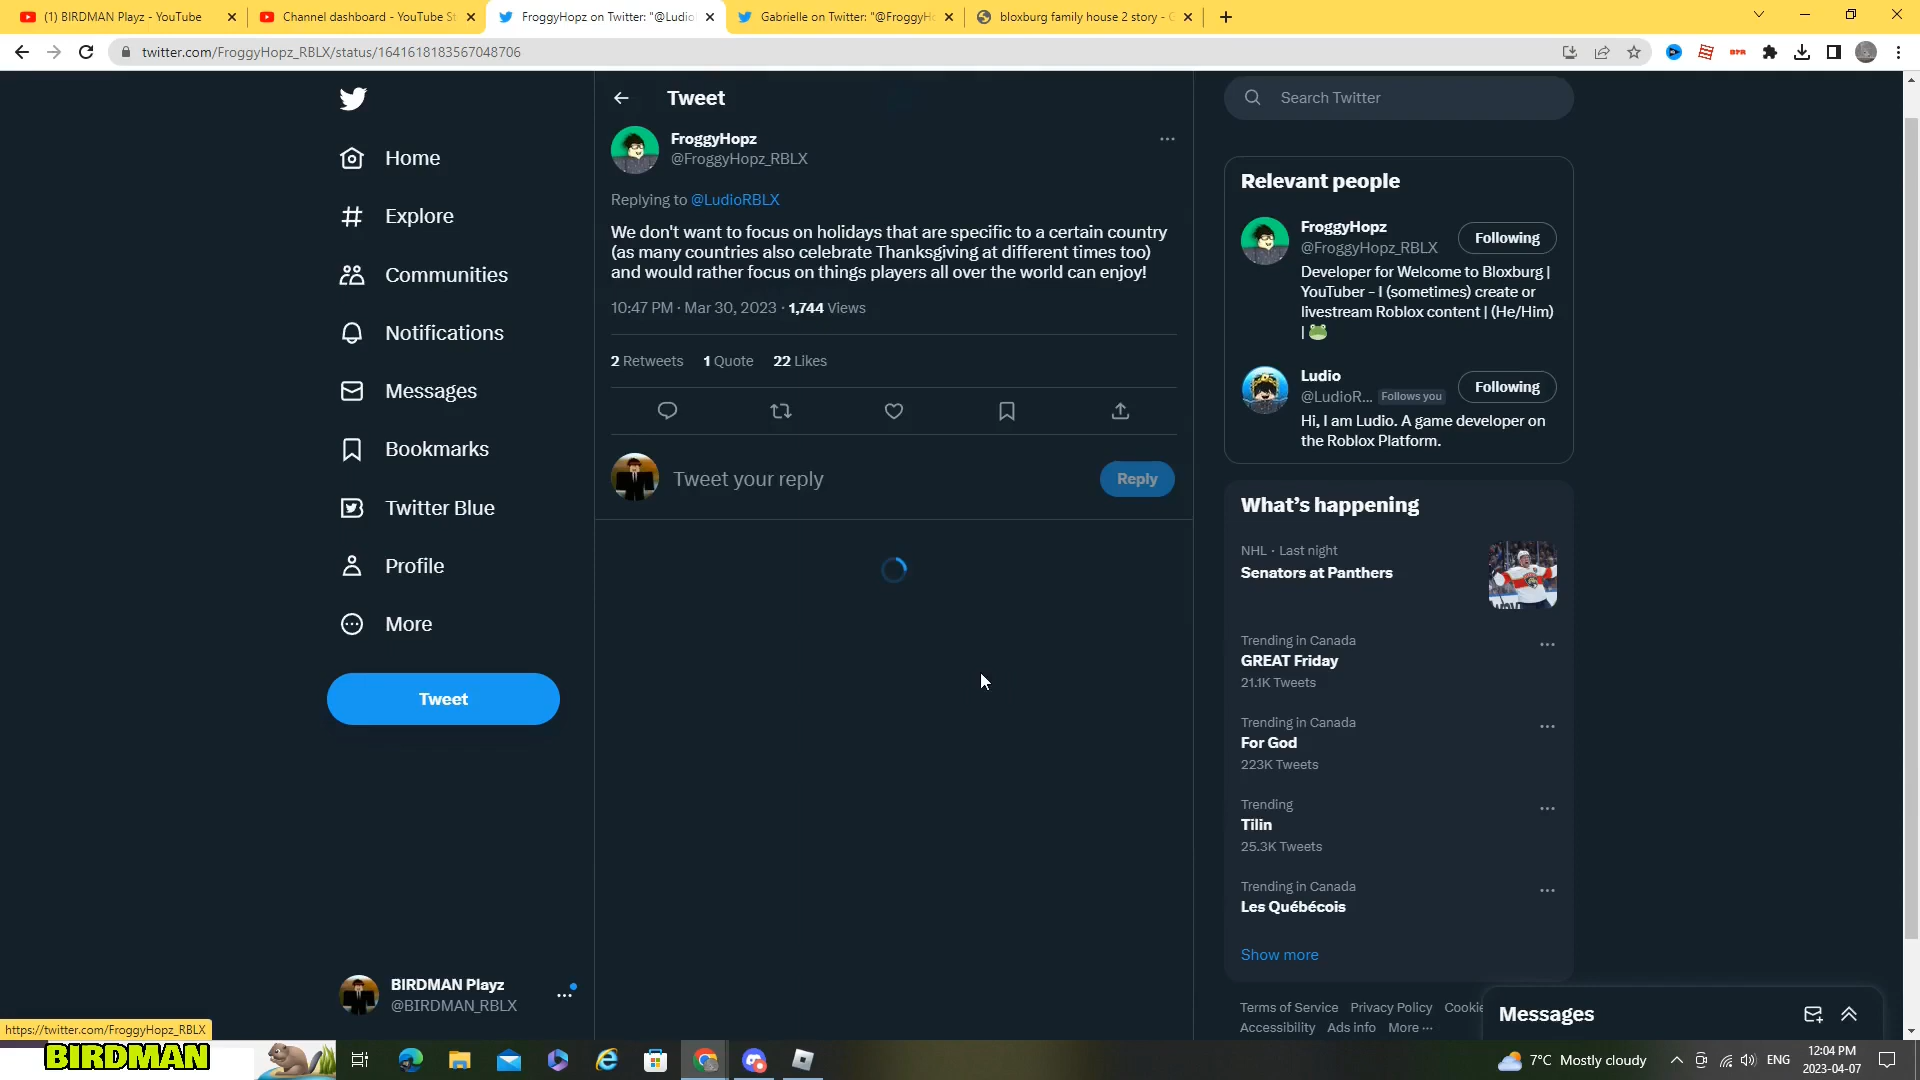 (1) BIRDMAN Playz - YouTube
Channel dashboard - YouTube St
FroggyHopz on Twitter: "@Ludio
Gabrielle on Twitter: "@FroggyH
bloxburg family house 2 story - G
twitter.com/FroggyHopz_RBLX/status/1641618183567048706
Home
Explore
Communities
Notifications
Messages
Bookmarks
Twitter Blue
Profile
More
Tweet
BIRDMAN Playz
@BIRDMAN_RBLX
https://twitter.com/FroggyHopz_RBLX
Tweet
FroggyHopz
@FroggyHopz_RBLX
Replying to @LudioRBLX
We don't want to focus on holidays that are specific to a certain country
(as many countries also celebrate Thanksgiving at different times too)
and would rather focus on things players all over the world can enjoy!
10:47 PM · Mar 30, 2023 · 1,744 Views
2 Retweets 1 Quote 22 Likes
Tweet your reply
Reply
Search Twitter
Relevant people
FroggyHopz
@FroggyHopz_RBLX
Following
Developer for Welcome to Bloxburg |
YouTuber - I (sometimes) create or
livestream Roblox content | (He/Him)
| 🐸
Ludio
@LudioR... Follows you
Following
Hi, I am Ludio. A game developer on
the Roblox Platform.
What's happening
NHL · Last night
Senators at Panthers
Trending in Canada
GREAT Friday
21.1K Tweets
Trending in Canada
For God
223K Tweets
Trending
Tilin
25.3K Tweets
Trending in Canada
Les Québécois
Show more
Terms of Service Privacy Policy Cookie
Accessibility Ads info More ···
Messages
BIRDMAN
7°C Mostly cloudy
ENG
12:04 PM
2023-04-07